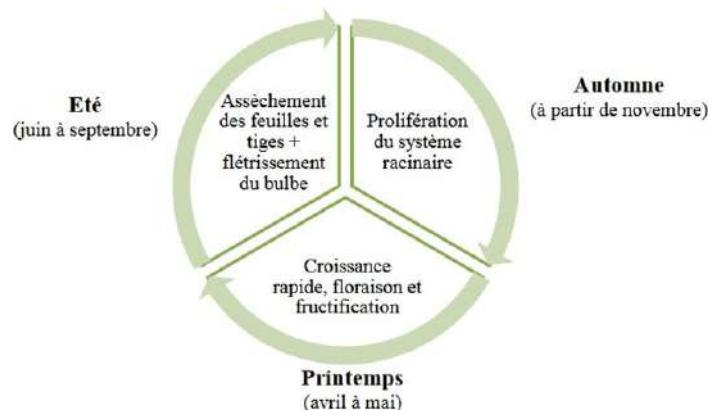 Eté
(juin à septembre)
Assèchement
des feuilles et
tiges +
flétrissement
du bulbe
Prolifération
du système
racinaire
Automne
(à partir de novembre)
Croissance
rapide, floraison et
fructification
Printemps
(avril à mai)